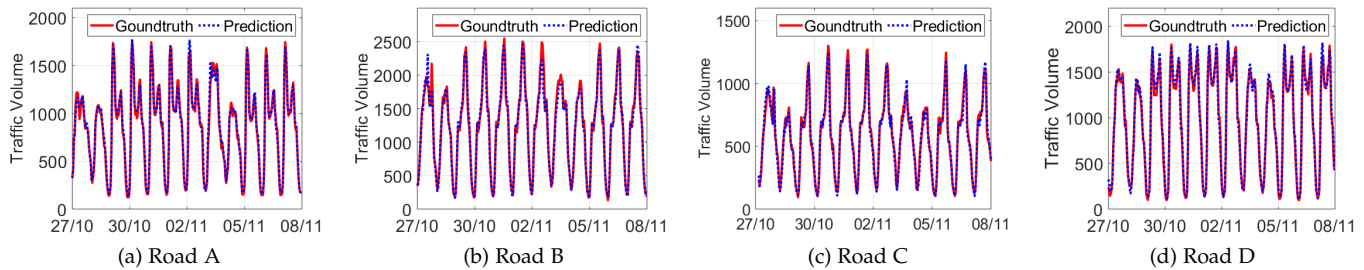 Goundtruth Prediction
Traffic Volume
2000
1500
1000
500
0
27/10 30/10 02/11 05/11 08/11
(a) Road A
Goundtruth Prediction
Traffic Volume
2500
2000
1500
1000
500
0
27/10 30/10 02/11 05/11 08/11
(b) Road B
Goundtruth Prediction
Traffic Volume
1500
1000
500
0
27/10 30/10 02/11 05/11 08/11
(c) Road C
Goundtruth Prediction
Traffic Volume
2000
1500
1000
500
0
27/10 30/10 02/11 05/11 08/11
(d) Road D